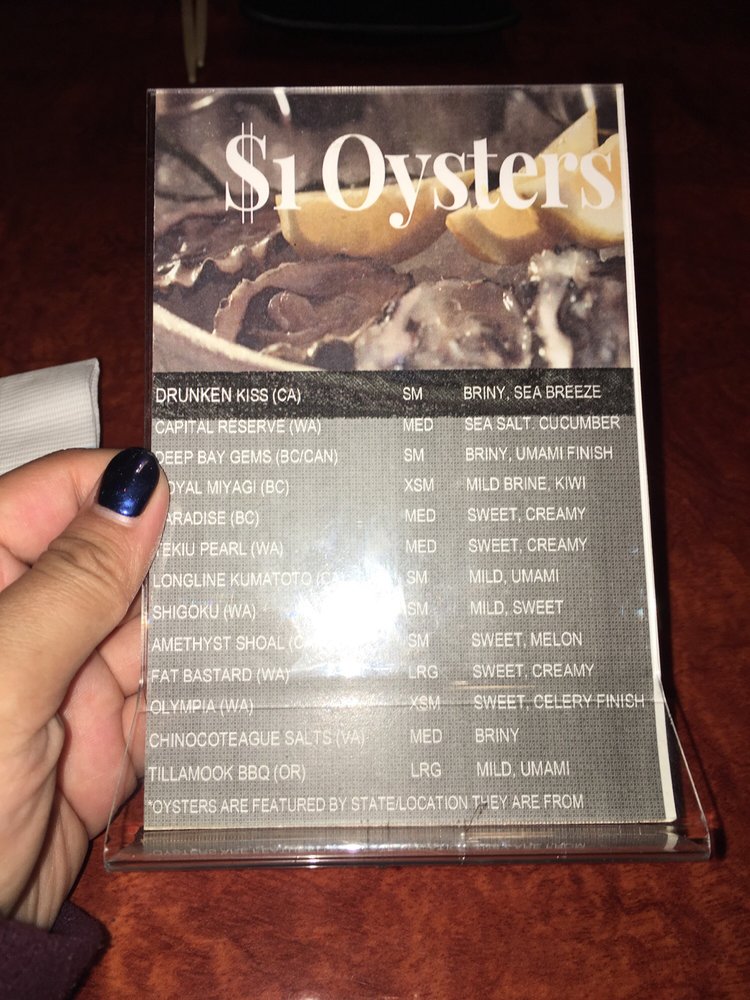 $1 Oysters
DRUNKEN KISS (CA) SM BRINY, SEA BREEZE
CAPITAL RESERVE (WA) MED SEA SALT. CUCUMBER
DEEP BAY GEMS (BC/CAN) SM BRINY, UMAMI FINISH
OYAL MIYAGI (BC) XSM MILD BRINE, KIWI
ARADISE (BC) MED SWEET, CREAMY
TEKIU PEARL (WA) MED SWEET, CREAMY
LONGLINE KUMATOTO SM MILD, UMAMI
SHIGOKU (WA) SM MILD, SWEET
AMETHYST SHOAL SM SWEET, MELON
FAT BASTARD (WA) LRG SWEET, CREAMY
OLYMPIA (WA) XSM SWEET, CELERY FINISH
CHINOCOTEAGUE SALTS (VA) MED BRINY
TILLAMOOK BBQ (OR) LRG MILD, UMAMI
*OYSTERS ARE FEATURED BY STATE/LOCATION THEY ARE FROM